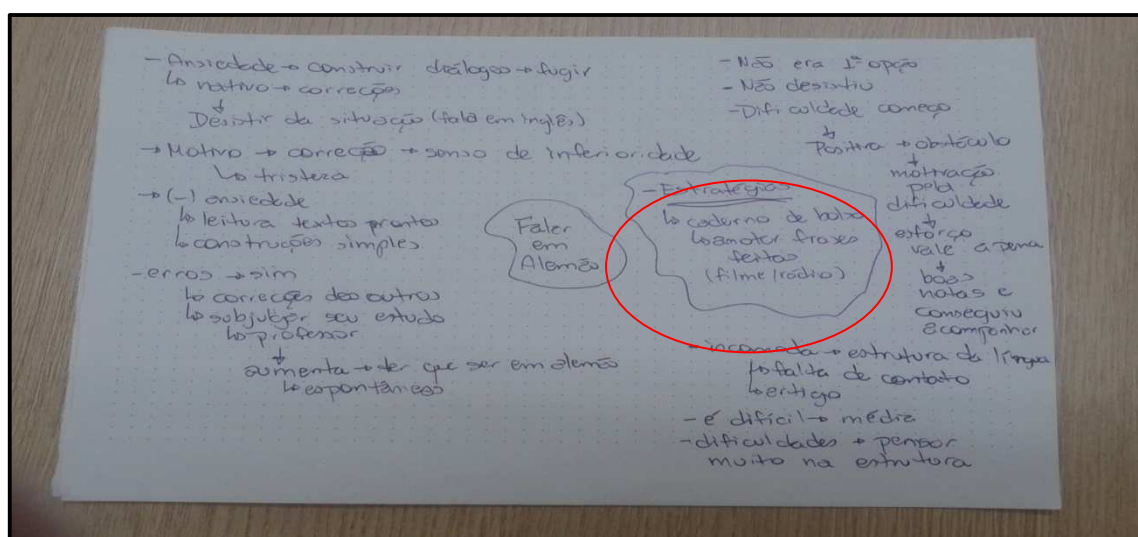 - Ansiedade → construir diálogos → fugir
↳ nativo → correções
↓
Desistir da situação (fala em inglês)
→ Motivo → correção → senso de inferioridade
↳ tristeza
→ (-) ansiedade
↳ leitura textos prontos
↳ construções simples
- erros → sim
↳ correções dos outros
↳ subjulgar seu estudo
↳ professor
↓
aumenta → ter que ser em alemão
↳ espontâneos
Falar
em
Alemão
- Não era 1ª opção
- Não desistiu
- Dificuldade começo
↓
Positiva → obstáculo
↓
motivação
pela
dificuldade
↓
esforço
vale a pena
↓
boas
notas e
conseguiu
acompanhar
- Estratégias
↳ caderno de bolso
↳ anotar frases
feitas
(filme/rádio)
- incomoda → estrutura da língua
↳ falta de contato
↳ artigo
- é difícil → média
- dificuldades → pensar
muito na estrutura